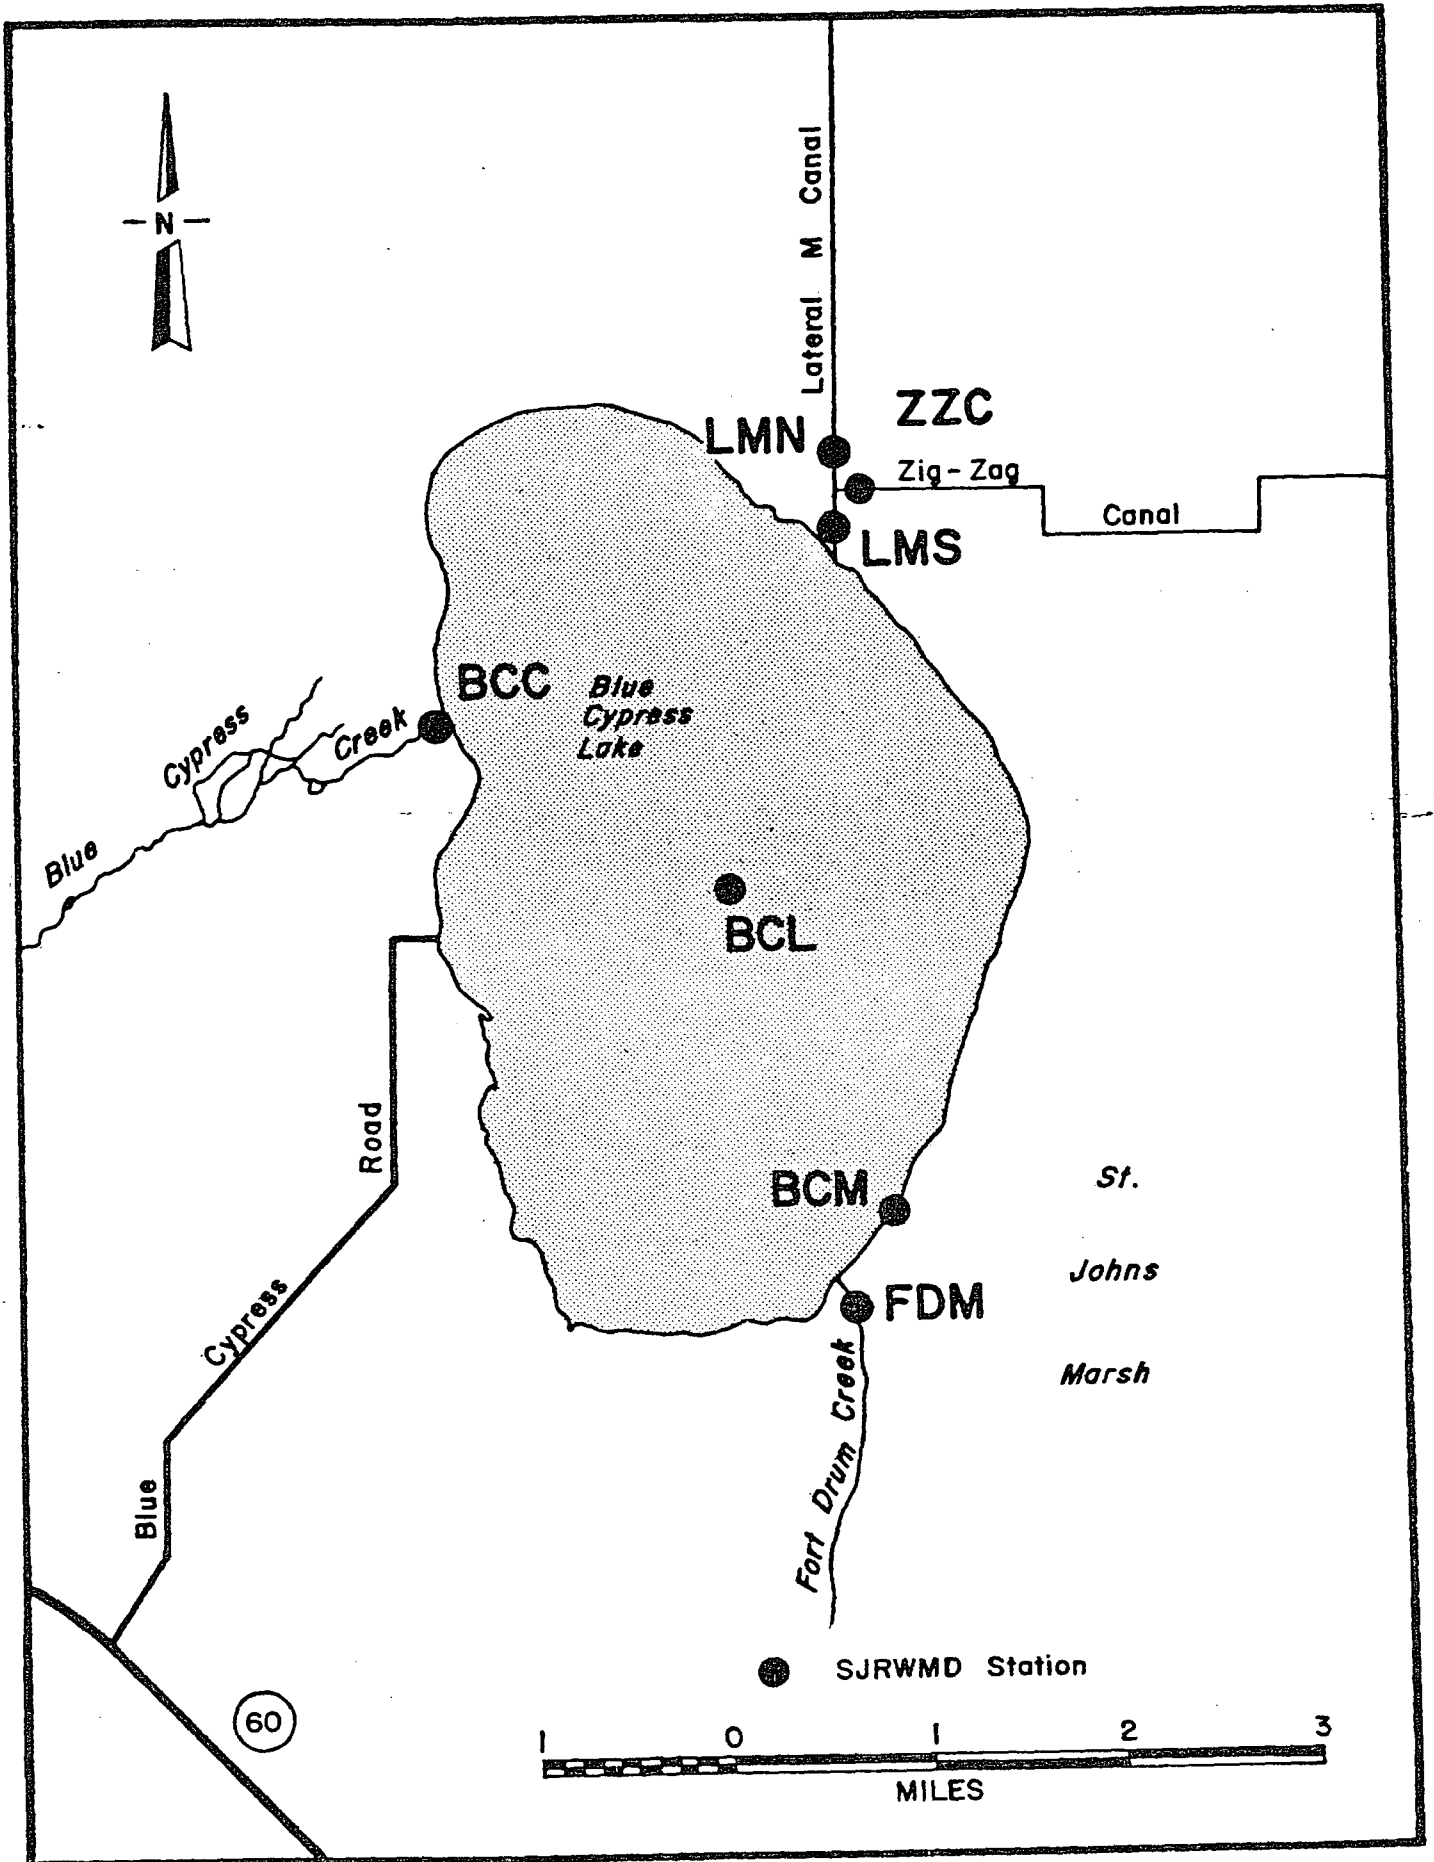 N
Lateral M Canal
ZZC
LMN
Zig-Zag
Canal
LMS
BCC
Blue
Cypress
Lake
Blue Cypress Creek
BCL
BCM
St.
Johns
Marsh
FDM
Blue Cypress Road
Fort Drum Creek
SJRWMD Station
60
1 0 1 2 3
MILES